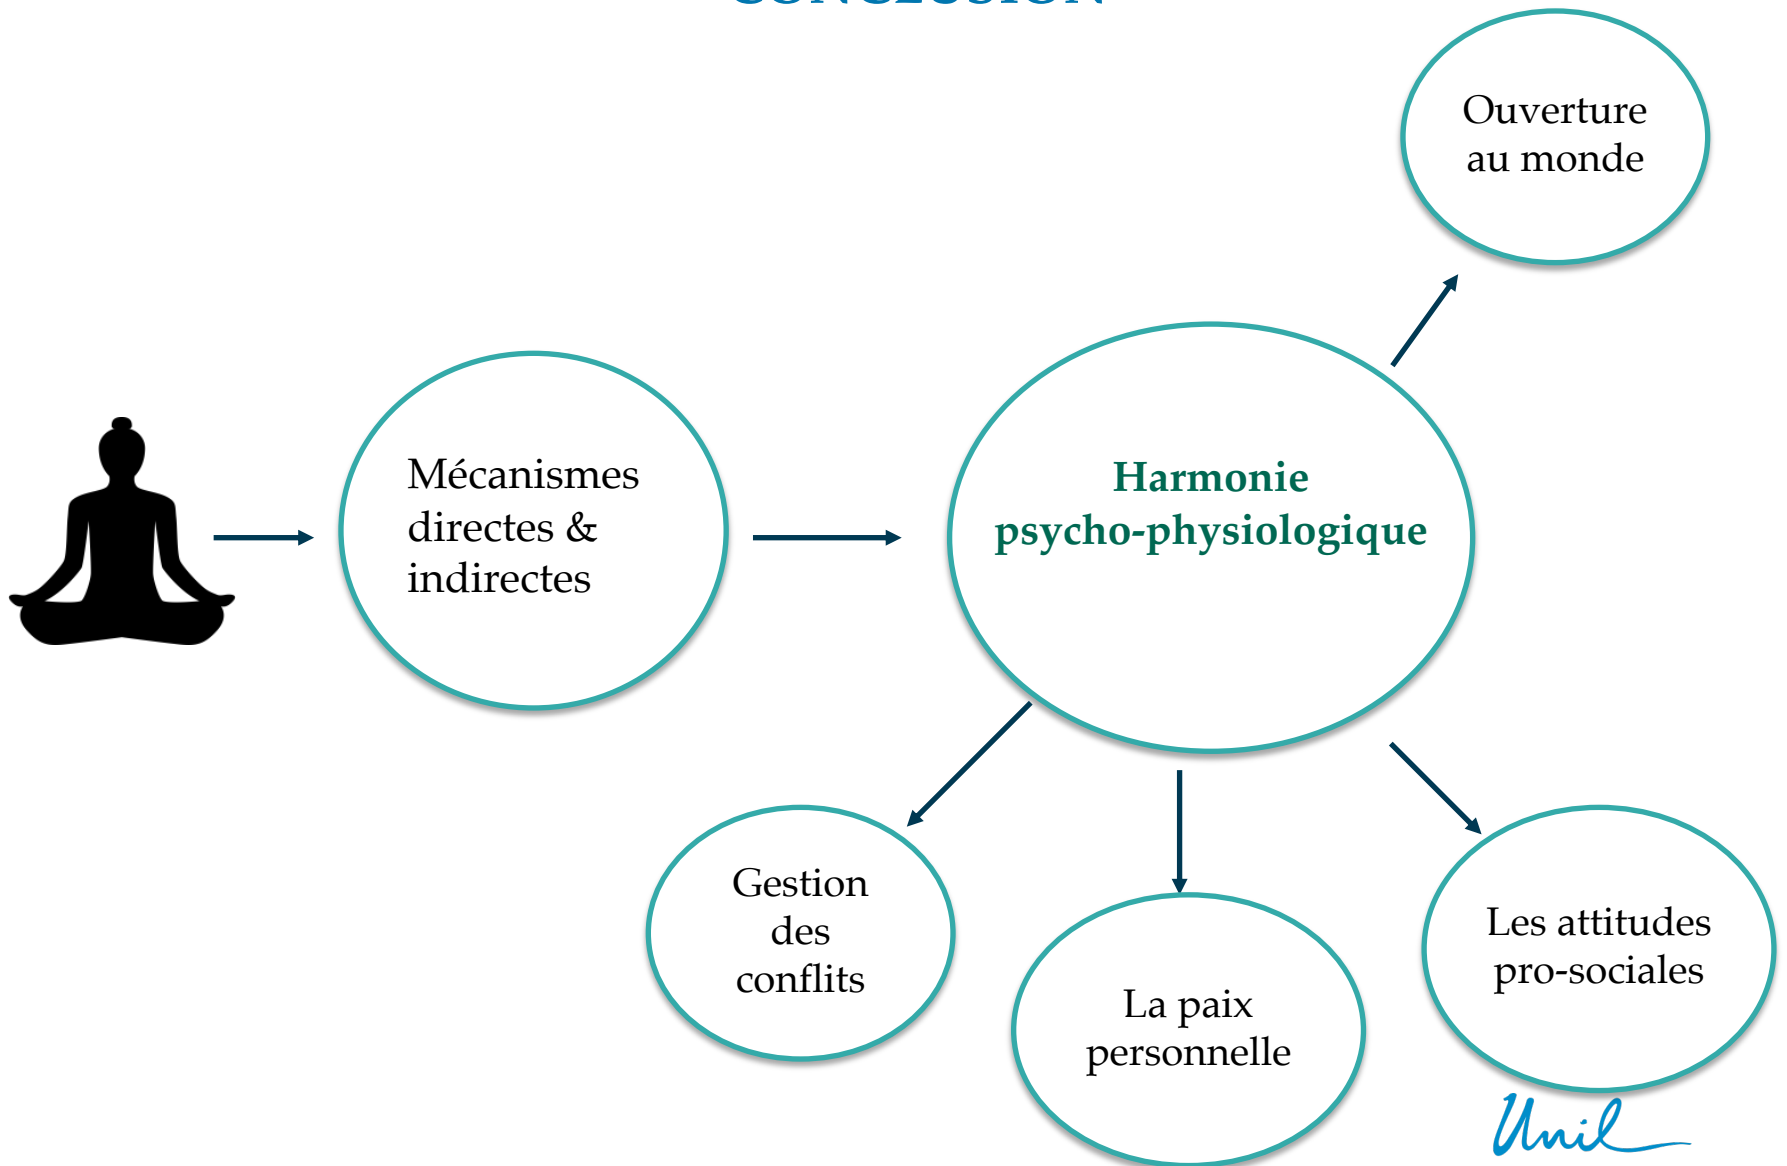 CONCLUSION
Ouverture
au monde
Mécanismes
directes &
indirectes
Harmonie
psycho-physiologique
Gestion
des
conflits
La paix
personnelle
Les attitudes
pro-sociales
Unil